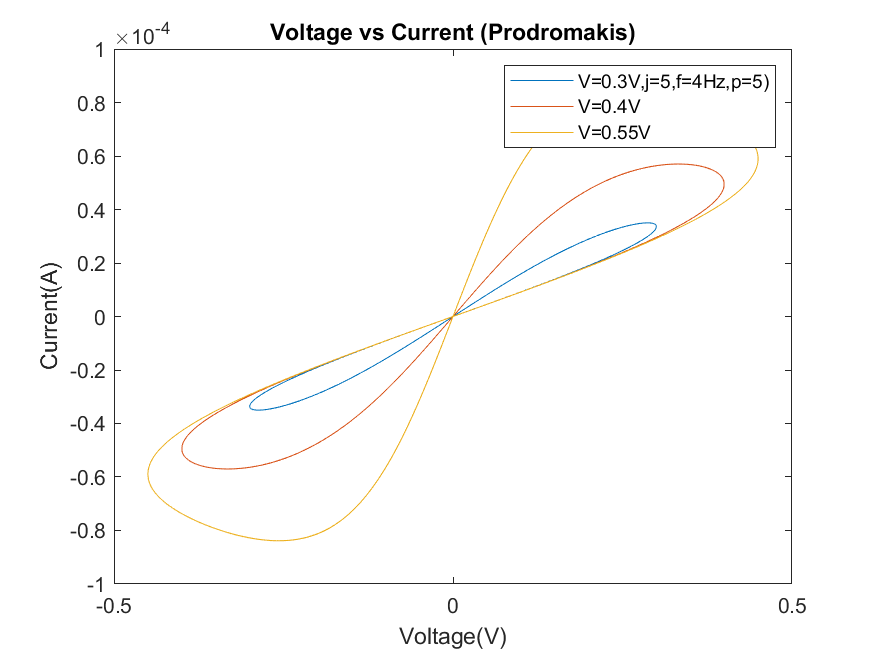 Voltage vs Current (Prodromakis)
×10-4
1
0.8
0.6
0.4
0.2
0
-0.2
-0.4
-0.6
-0.8
-1
-0.5
0
0.5
Voltage(V)
Current(A)
V=0.3V,j=5,f=4Hz,p=5)
V=0.4V
V=0.55V